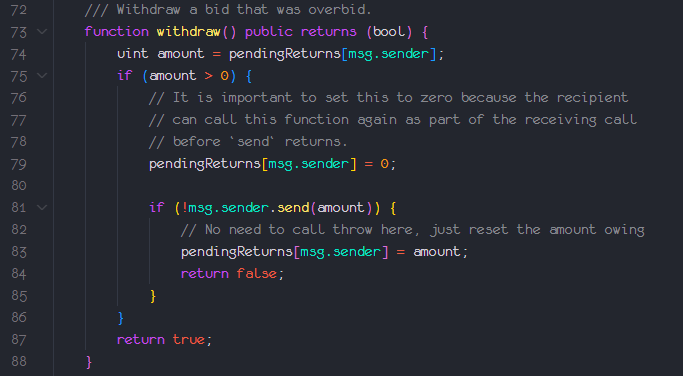 72 /// Withdraw a bid that was overbid.
73 function withdraw() public returns (bool) {
74 uint amount = pendingReturns[msg.sender];
75 if (amount > 0) {
76 // It is important to set this to zero because the recipient
77 // can call this function again as part of the receiving call
78 // before `send` returns.
79 pendingReturns[msg.sender] = 0;
80
81 if (!msg.sender.send(amount)) {
82 // No need to call throw here, just reset the amount owing
83 pendingReturns[msg.sender] = amount;
84 return false;
85 }
86 }
87 return true;
88 }